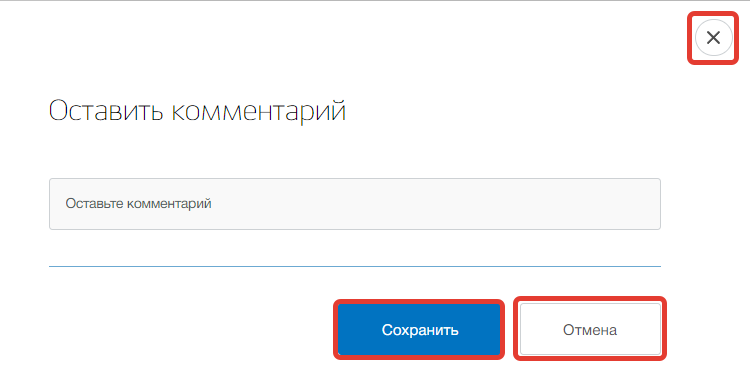 Оставить комментарий
Оставьте комментарий
Сохранить
Отмена